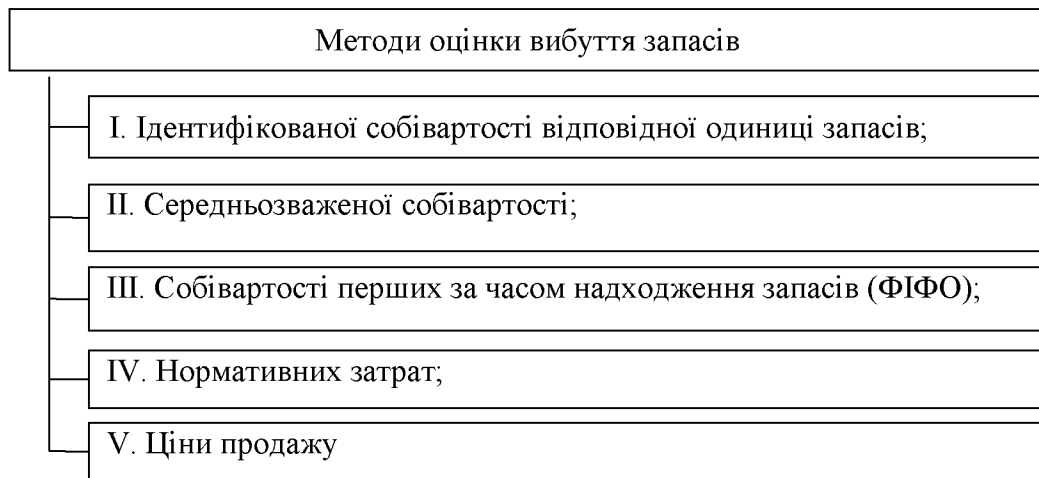 Методи оцінки вибуття запасів
I. Ідентифікованої собівартості відповідної одиниці запасів;
II. Середньозваженої собівартості;
III. Собівартості перших за часом надходження запасів (ФІФО);
IV. Нормативних затрат;
V. Ціни продажу